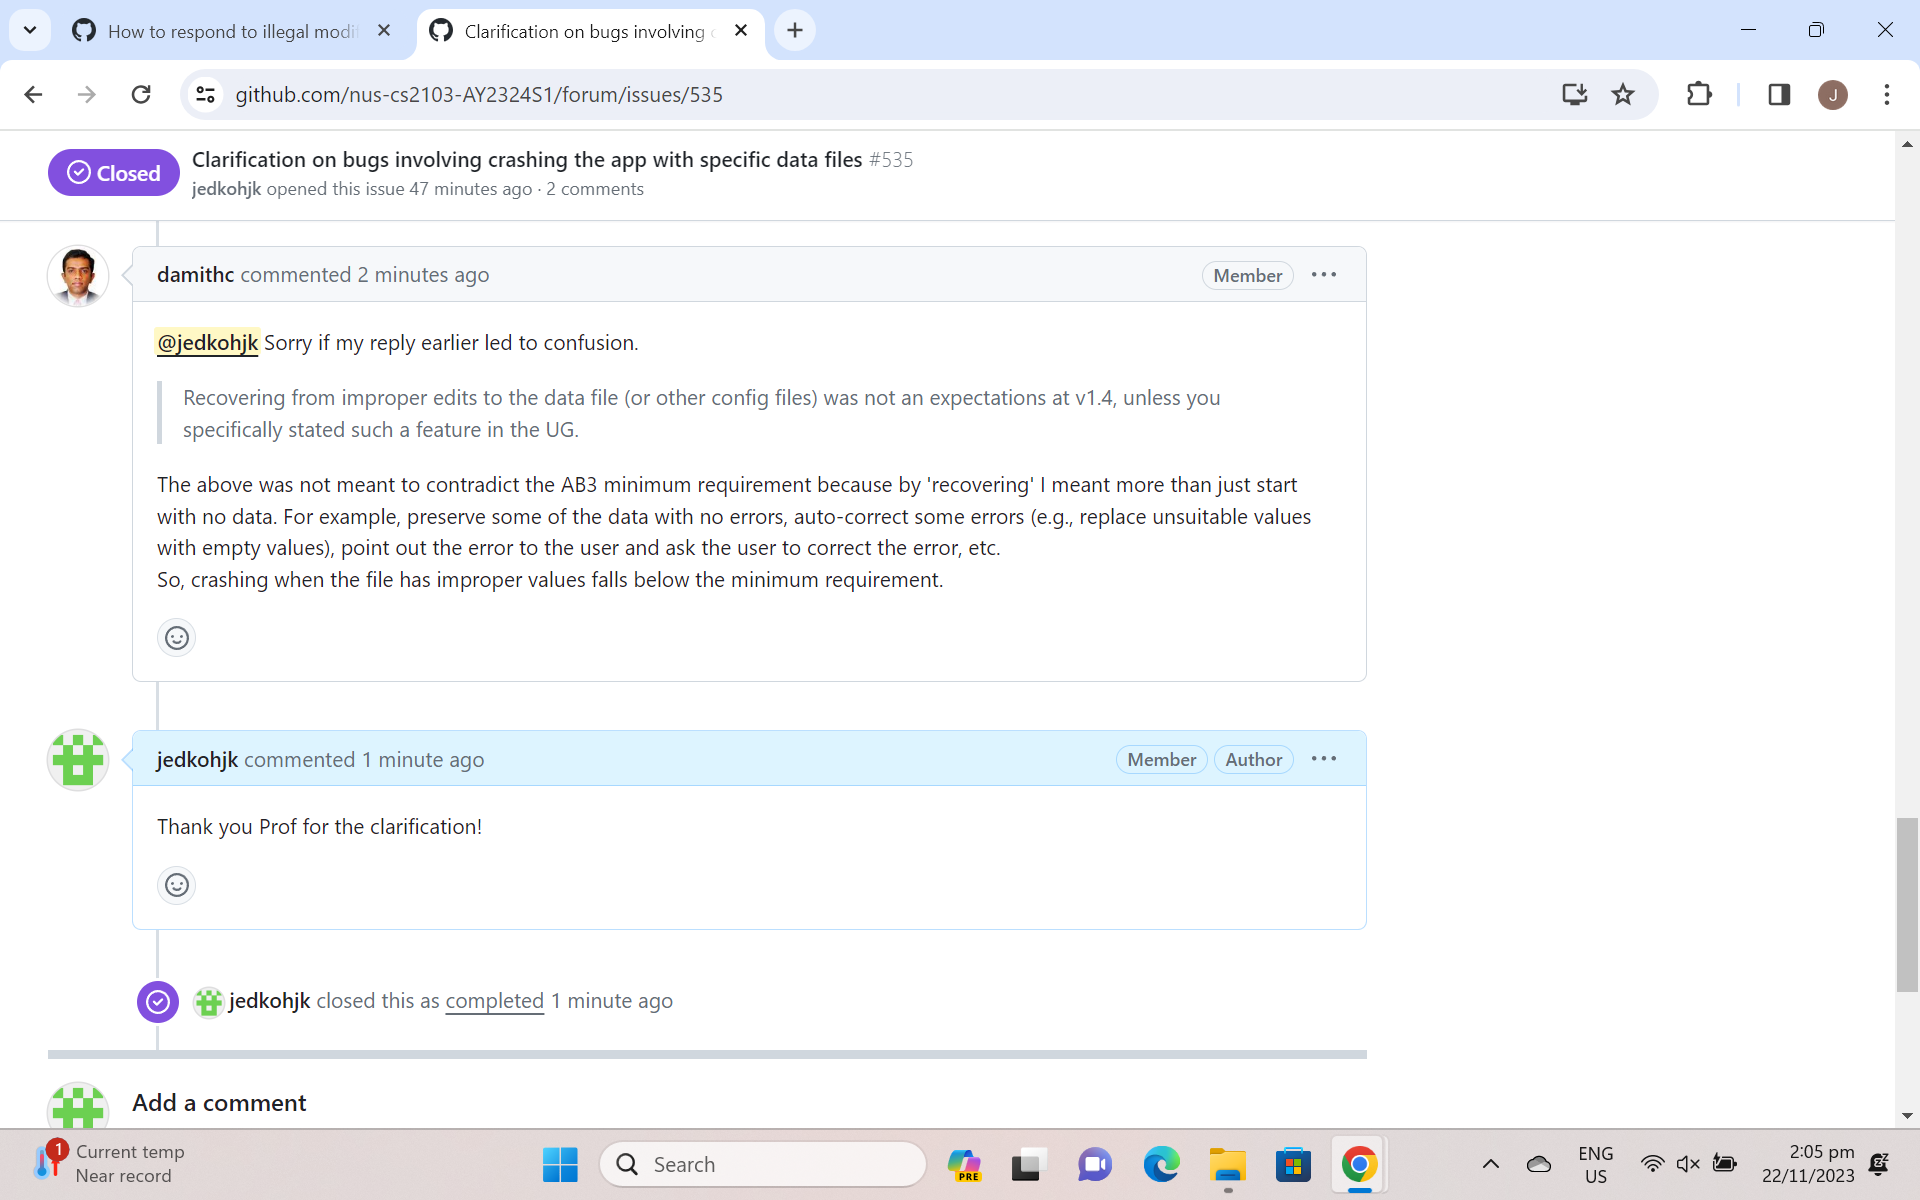 How to respond to illegal modi
Clarification on bugs involving
github.com/nus-cs2103-AY2324S1/forum/issues/535
J
Closed
Clarification on bugs involving crashing the app with specific data files #535
jedkohjk opened this issue 47 minutes ago · 2 comments
damithc commented 2 minutes ago
Member
@jedkohjk Sorry if my reply earlier led to confusion.
Recovering from improper edits to the data file (or other config files) was not an expectations at v1.4, unless you
specifically stated such a feature in the UG.
The above was not meant to contradict the AB3 minimum requirement because by 'recovering' I meant more than just start
with no data. For example, preserve some of the data with no errors, auto-correct some errors (e.g., replace unsuitable values
with empty values), point out the error to the user and ask the user to correct the error, etc.
So, crashing when the file has improper values falls below the minimum requirement.
jedkohjk commented 1 minute ago
Member Author
Thank you Prof for the clarification!
jedkohjk closed this as completed 1 minute ago
Add a comment
1
Current temp
Near record
Search
PRE
ENG
US
2:05 pm
22/11/2023